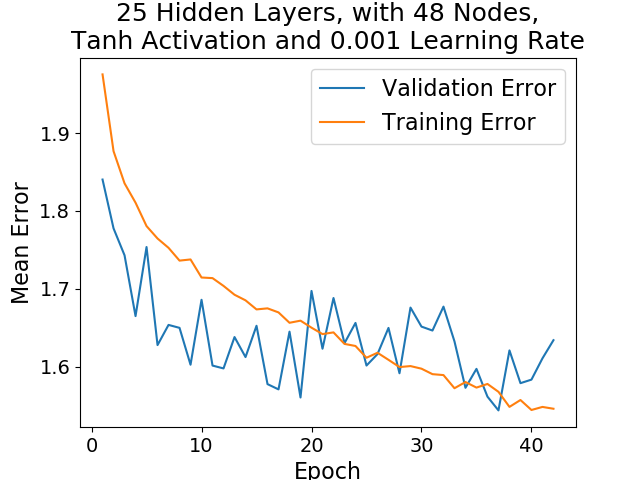 25 Hidden Layers, with 48 Nodes,
Tanh Activation and 0.001 Learning Rate
Validation Error
Training Error
1.9
1.8
1.7
1.6
Mean Error
0
10
20
30
40
Epoch